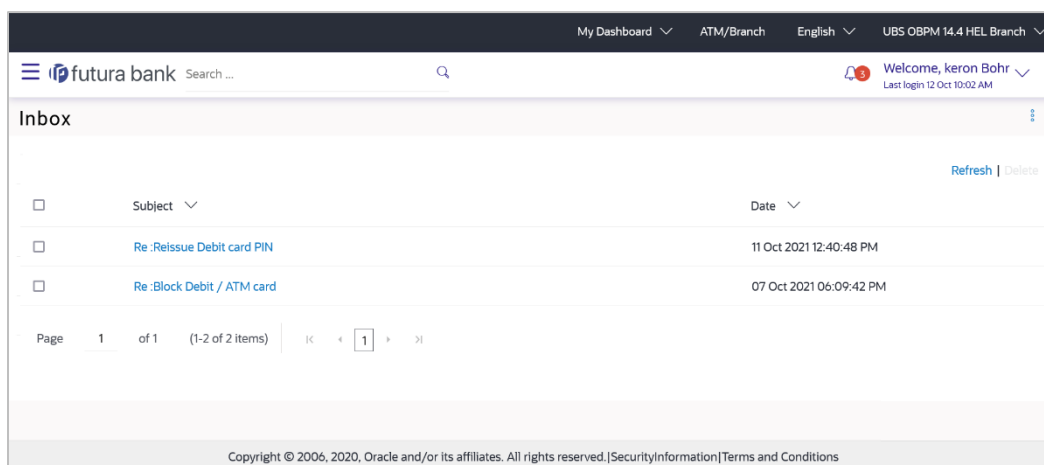 My Dashboard ATM/Branch English UBS OBPM 14.4 HEL Branch
futura bank Search ... 3 Welcome, keron Bohr
Last login 12 Oct 10:02 AM
Inbox
Refresh | Delete
Subject Date
Re :Reissue Debit card PIN 11 Oct 2021 12:40:48 PM
Re :Block Debit / ATM card 07 Oct 2021 06:09:42 PM
Page 1 of 1 (1-2 of 2 items) 1
Copyright © 2006, 2020, Oracle and/or its affiliates. All rights reserved.|SecurityInformation|Terms and Conditions